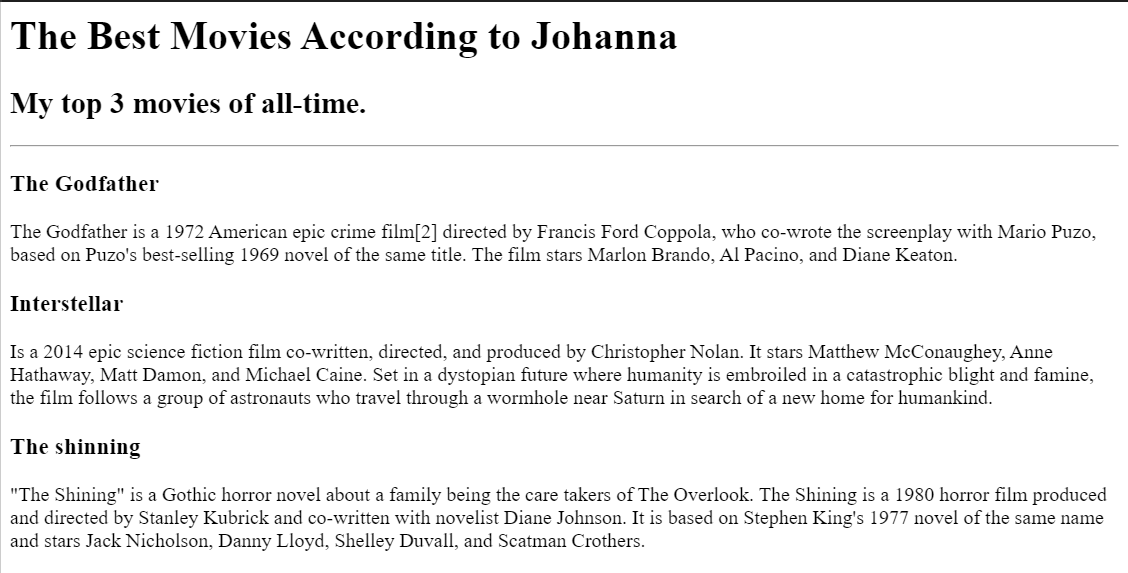 The Best Movies According to Johanna
My top 3 movies of all-time.
The Godfather
The Godfather is a 1972 American epic crime film[2] directed by Francis Ford Coppola, who co-wrote the screenplay with Mario Puzo,
based on Puzo's best-selling 1969 novel of the same title. The film stars Marlon Brando, Al Pacino, and Diane Keaton.
Interstellar
Is a 2014 epic science fiction film co-written, directed, and produced by Christopher Nolan. It stars Matthew McConaughey, Anne
Hathaway, Matt Damon, and Michael Caine. Set in a dystopian future where humanity is embroiled in a catastrophic blight and famine,
the film follows a group of astronauts who travel through a wormhole near Saturn in search of a new home for humankind.
The shinning
"The Shining" is a Gothic horror novel about a family being the care takers of The Overlook. The Shining is a 1980 horror film produced
and directed by Stanley Kubrick and co-written with novelist Diane Johnson. It is based on Stephen King's 1977 novel of the same name
and stars Jack Nicholson, Danny Lloyd, Shelley Duvall, and Scatman Crothers.